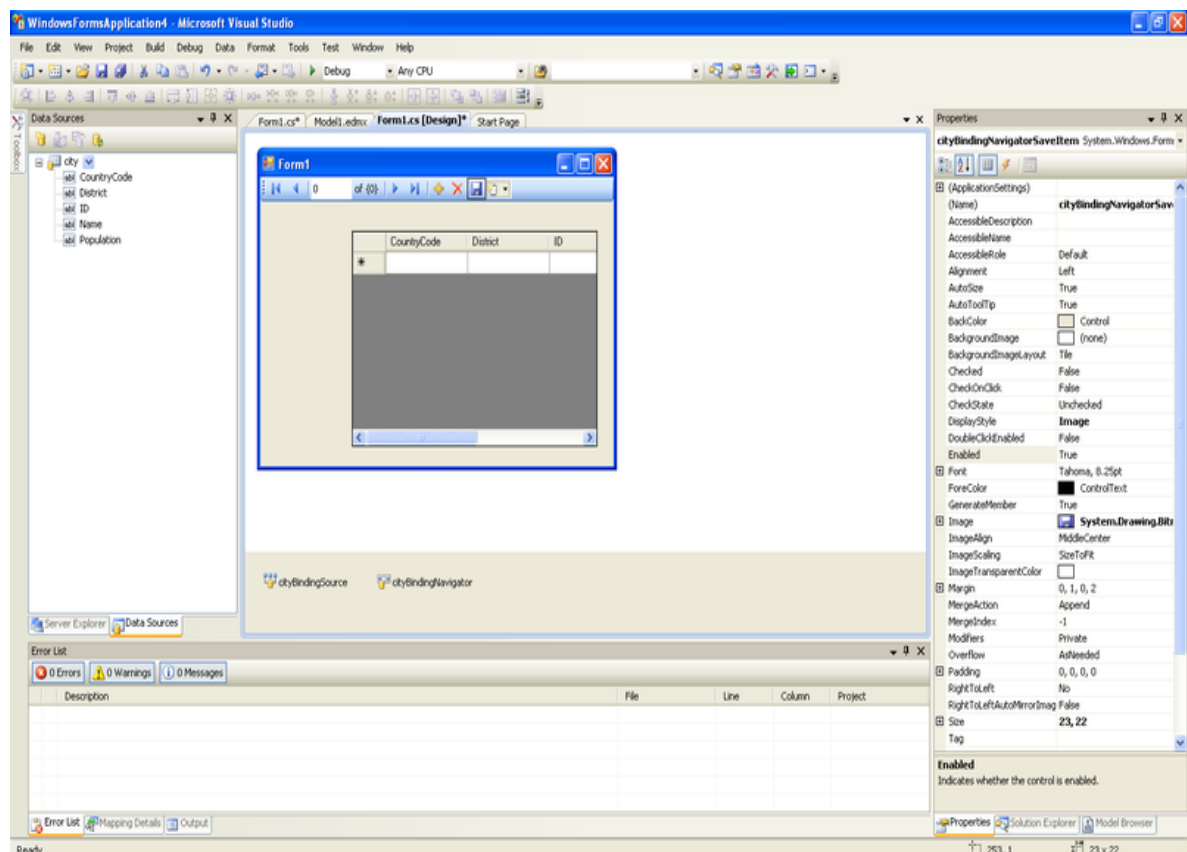 WindowsFormsApplication4 - Microsoft Visual Studio
File Edit View Project Build Debug Data Format Tools Test Window Help
Debug Any CPU
Data Sources
Toolbox
city
CountryCode
District
ID
Name
Population
Server Explorer Data Sources
Form1.cs* Model1.edmx Form1.cs [Design]* Start Page
Form1
0 of {0}
CountryCode District ID
cityBindingSource cityBindingNavigator
Properties
cityBindingNavigatorSaveItem System.Windows.Form
(ApplicationSettings)
(Name) cityBindingNavigatorSav
AccessibleDescription
AccessibleName
AccessibleRole Default
Alignment Left
AutoSize True
AutoToolTip True
BackColor Control
BackgroundImage (none)
BackgroundImageLayout Tile
Checked False
CheckOnClick False
CheckState Unchecked
DisplayStyle Image
DoubleClickEnabled False
Enabled True
Font Tahoma, 8.25pt
ForeColor ControlText
GenerateMember True
Image System.Drawing.Bitm
ImageAlign MiddleCenter
ImageScaling SizeToFit
ImageTransparentColor
Margin 0, 1, 0, 2
MergeAction Append
MergeIndex -1
Modifiers Private
Overflow AsNeeded
Padding 0, 0, 0, 0
RightToLeft No
RightToLeftAutoMirrorImag False
Size 23, 22
Tag
Enabled
Indicates whether the control is enabled.
Properties Solution Explorer Model Browser
Error List
0 Errors 0 Warnings 0 Messages
Description File Line Column Project
Error List Mapping Details Output
Ready 253, 1 23 x 22